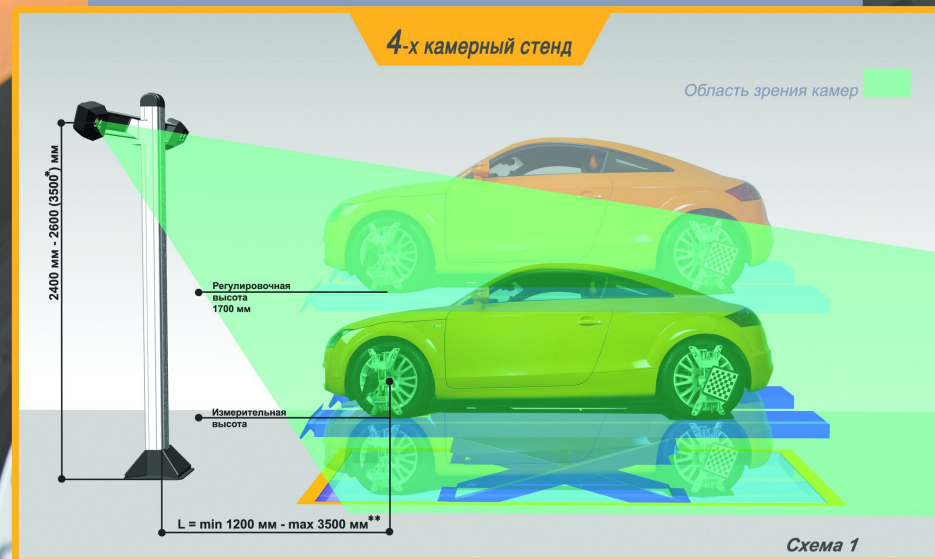 4-х камерный стенд
Область зрения камер
2400 мм - 2600 (3500*) мм
Регулировочная
высота
1700 мм
Измерительная
высота
L = min 1200 мм - max 3500 мм**
Схема 1